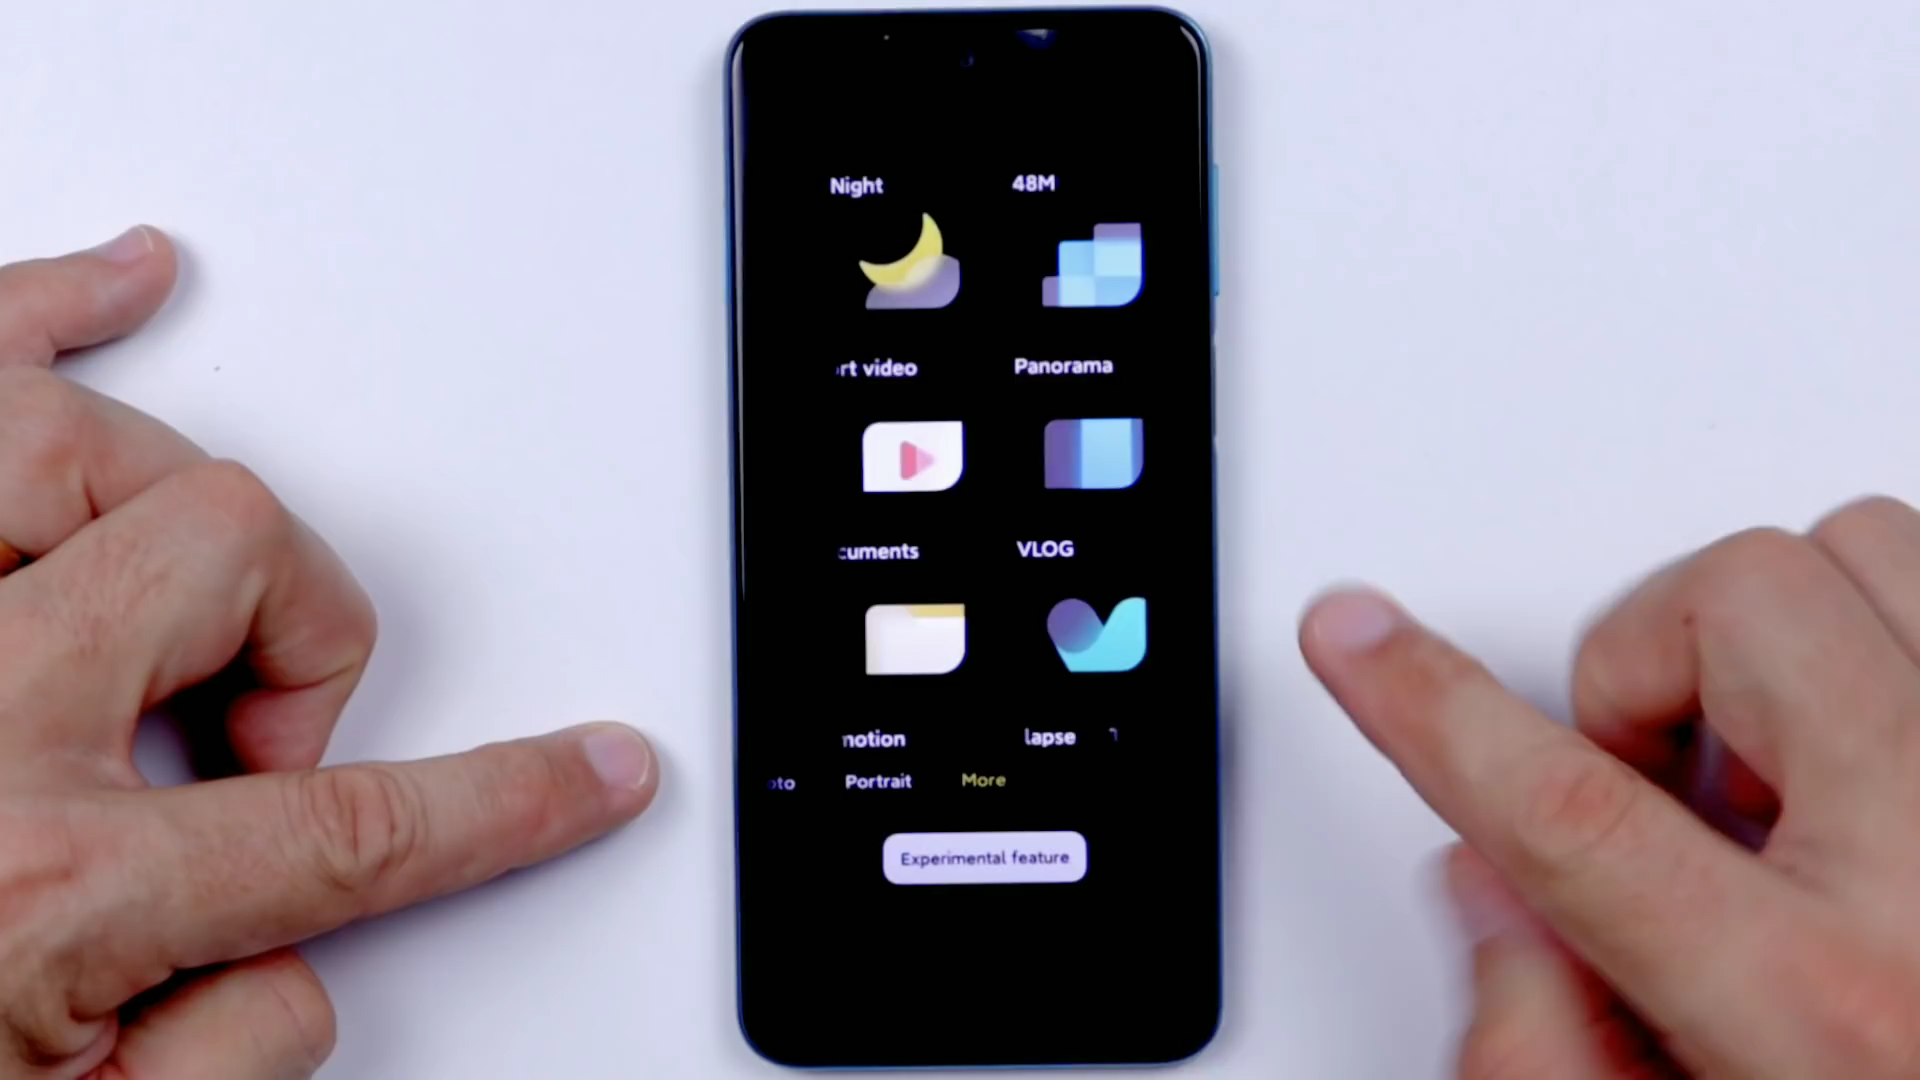 Night 48M
rt video Panorama
cuments VLOG
notion lapse
oto Portrait More
Experimental feature